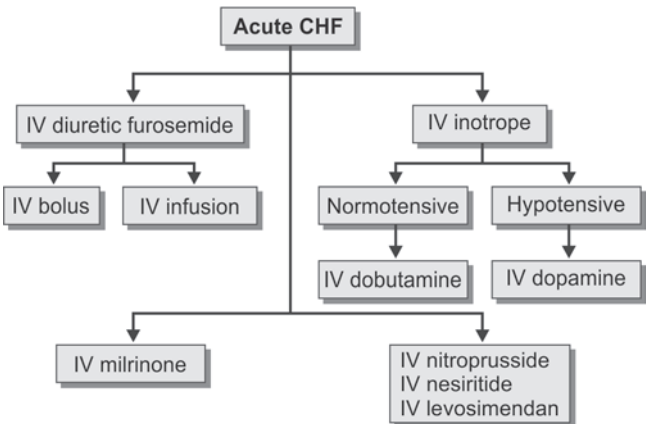 Acute CHF
IV diuretic furosemide
IV inotrope
IV bolus
IV infusion
Normotensive
Hypotensive
IV dobutamine
IV dopamine
IV milrinone
IV nitroprusside
IV nesiritide
IV levosimendan